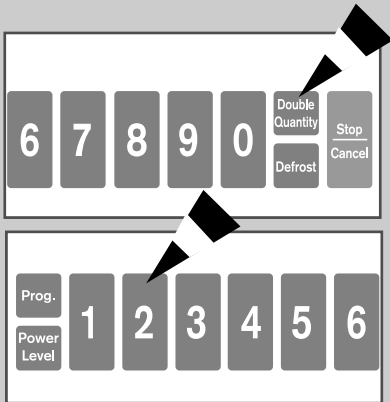 6 7 8 9 0 Double Quantity Stop
Defrost Cancel
Prog. 1 2 3 4 5 6
Power Level